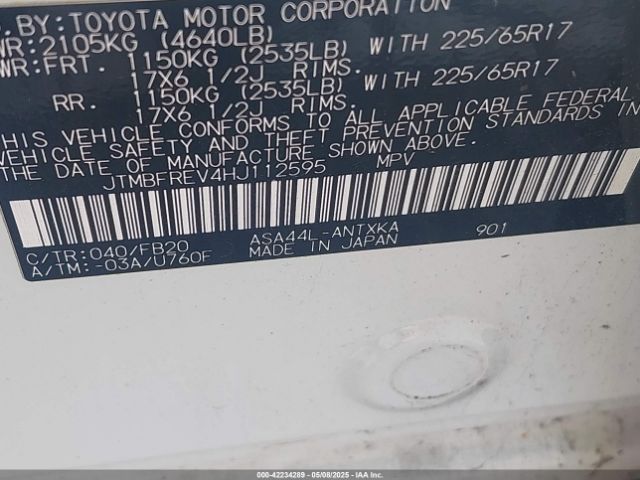 D. BY: TOYOTA MOTOR CORPORATION
WR: 2105KG (4640LB)
WR: FRT. 1150KG (2535LB) WITH 225/65R17
17X6 1/2J RIMS.
RR. 1150KG (2535LB) WITH 225/65R17
17X6 1/2J RIMS.
HIS VEHICLE CONFORMS TO ALL APPLICABLE FEDERAL
VEHICLE SAFETY AND THEFT PREVENTION STANDARDS IN
THE DATE OF MANUFACTURE SHOWN ABOVE.
JTMBFREV4HJ112595 MPV
C/TR: 040/FB20 ASA44L-ANTXKA 901
A/TM: -03A/U760F MADE IN JAPAN
000-42234289 - 05/08/2025 - IAA Inc.